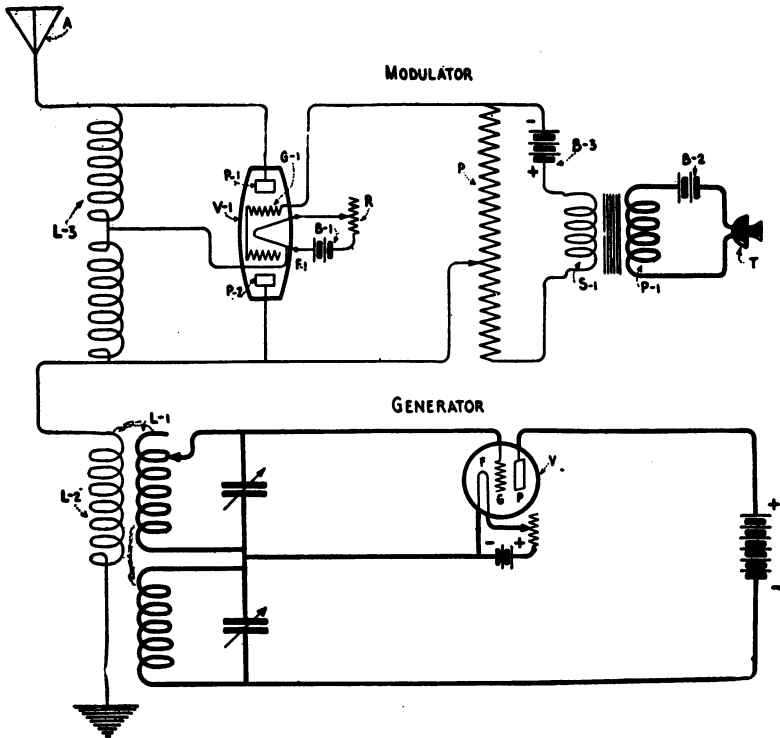 A
MODULATOR
P-1
G-1
V-1
R
P
-
+
B-3
B-2
L-3
B-1
F-1
P-2
S-1
P-1
T
GENERATOR
L-1
L-2
F
G
P
V.
-
+
+
-